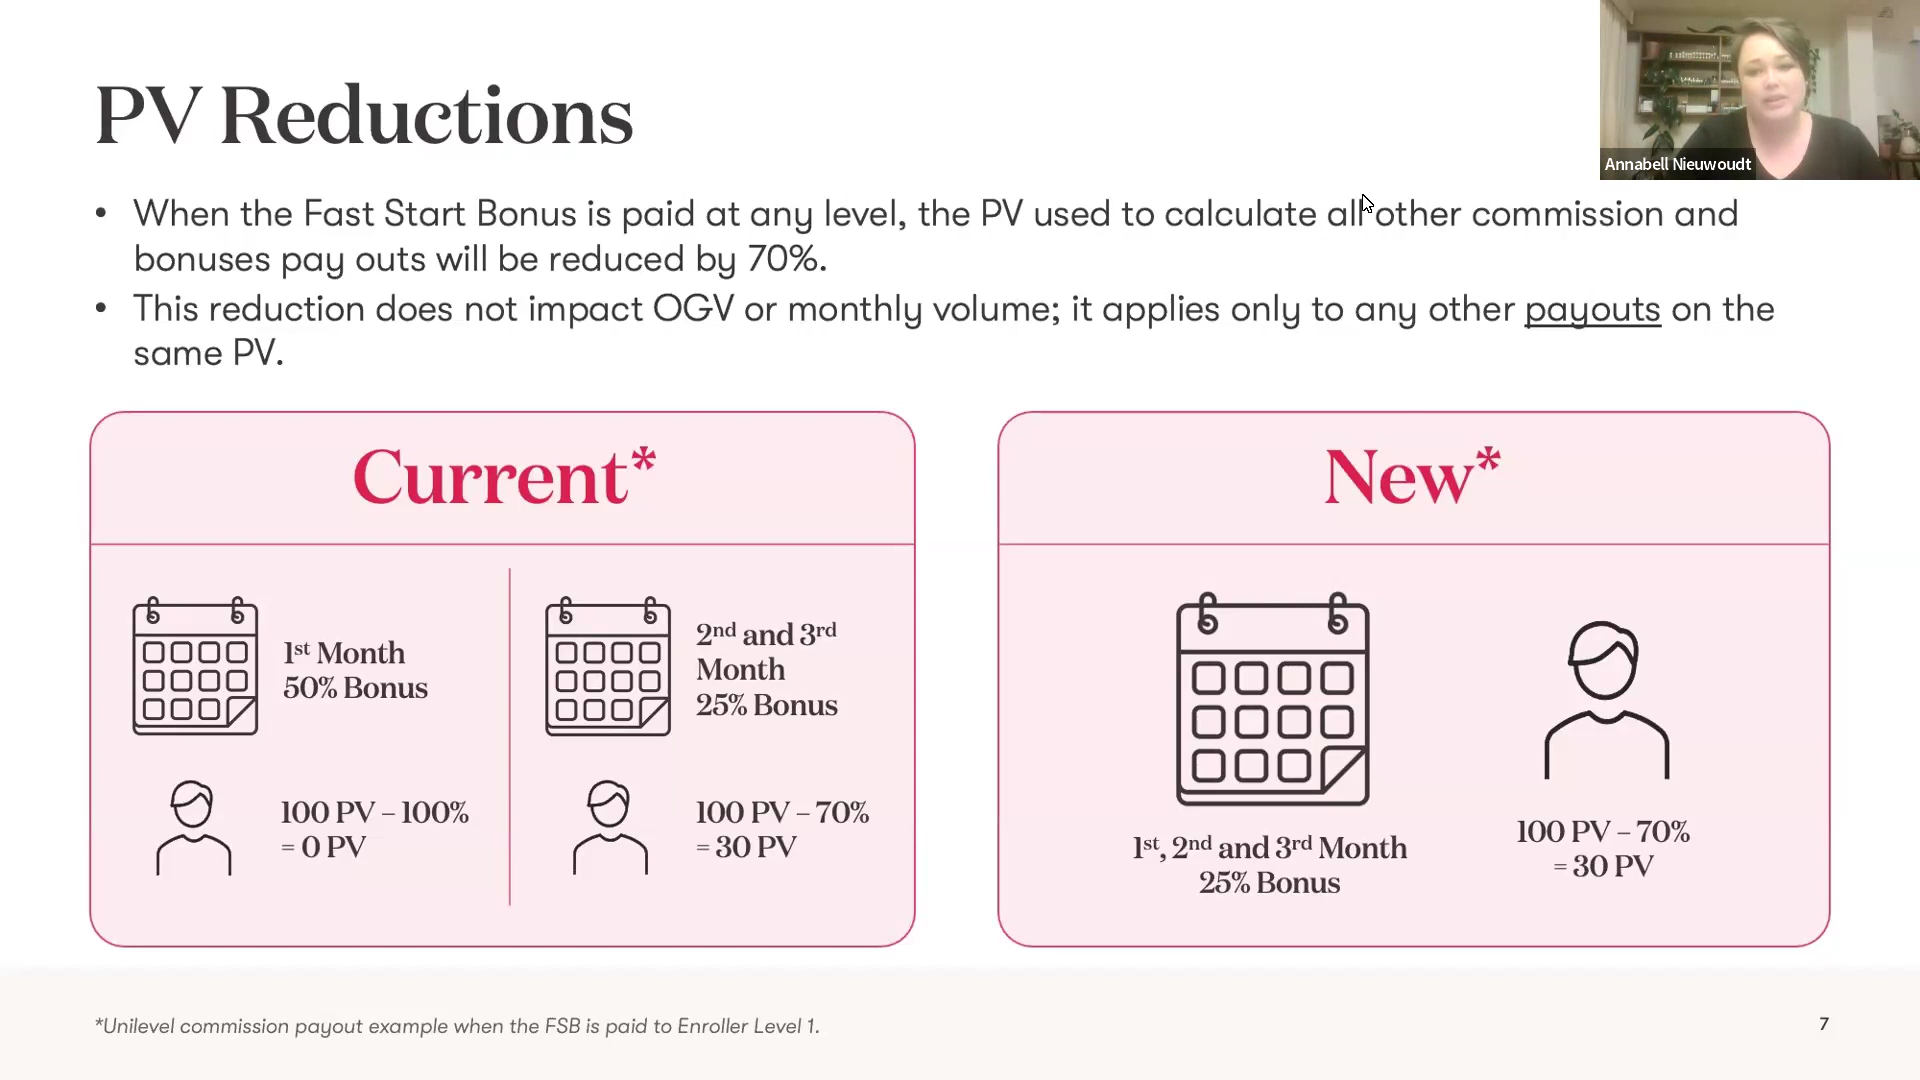 PV Reductions
Annabell Nieuwoudt
• When the Fast Start Bonus is paid at any level, the PV used to calculate all other commission and
bonuses pay outs will be reduced by 70%.
• This reduction does not impact OGV or monthly volume; it applies only to any other payouts on the
same PV.
Current*
1st Month
50% Bonus
2nd and 3rd
Month
25% Bonus
100 PV – 100%
= 0 PV
100 PV – 70%
= 30 PV
New*
1st, 2nd and 3rd Month
25% Bonus
100 PV – 70%
= 30 PV
*Unilevel commission payout example when the FSB is paid to Enroller Level 1.
7